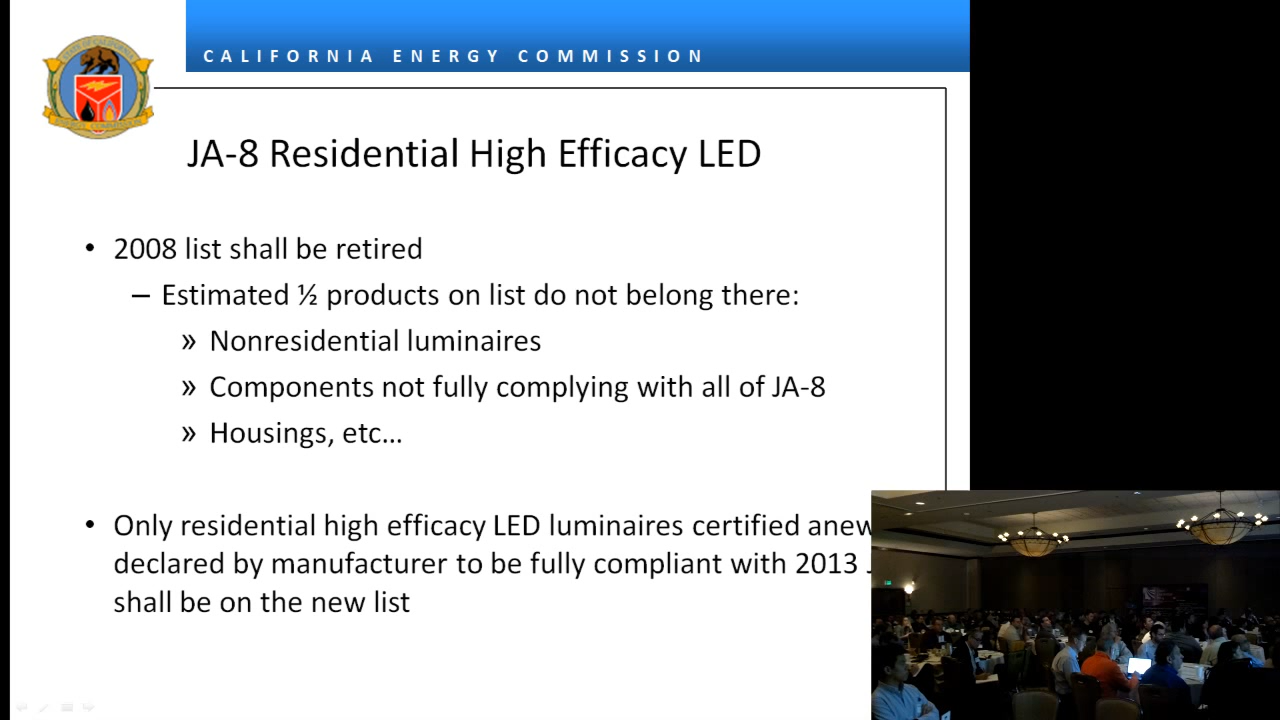 CALIFORNIA ENERGY COMMISSION
JA-8 Residential High Efficacy LED
• 2008 list shall be retired
– Estimated ½ products on list do not belong there:
» Nonresidential luminaires
» Components not fully complying with all of JA-8
» Housings, etc…
• Only residential high efficacy LED luminaires certified anew
declared by manufacturer to be fully compliant with 2013
shall be on the new list